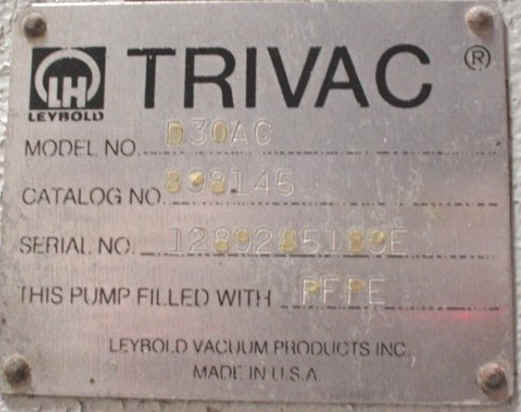 LH
LEYBOLD
TRIVAC ®
MODEL NO. D30AC
CATALOG NO.
SERIAL NO.
THIS PUMP FILLED WITH PFPE
LEYBOLD VACUUM PRODUCTS INC.
MADE IN U.S.A